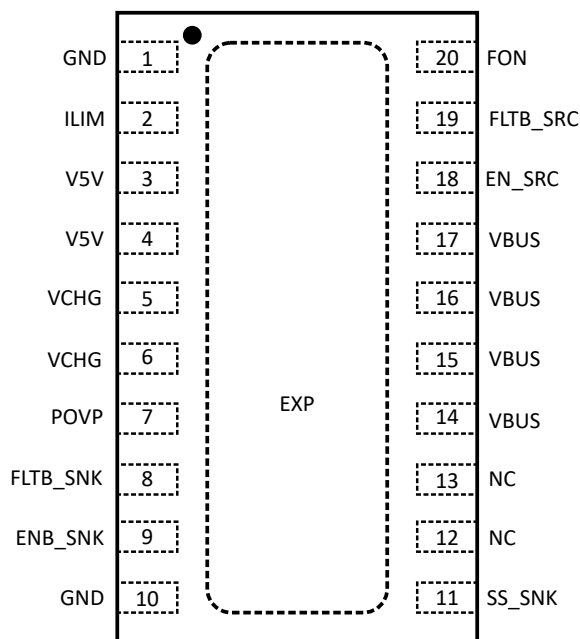 GND 1 20 FON
ILIM 2 19 FLTB_SRC
V5V 3 18 EN_SRC
V5V 4 17 VBUS
VCHG 5 16 VBUS
VCHG 6 15 VBUS
EXP
POVP 7 14 VBUS
FLTB_SNK 8 13 NC
ENB_SNK 9 12 NC
GND 10 11 SS_SNK